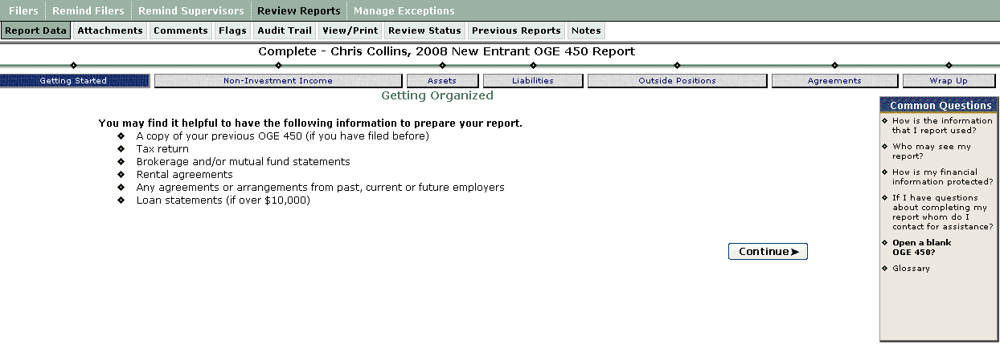 Filers Remind Filers Remind Supervisors Review Reports Manage Exceptions
Report Data Attachments Comments Flags Audit Trail View/Print Review Status Previous Reports Notes
Complete - Chris Collins, 2008 New Entrant OGE 450 Report
Getting Started Non-Investment Income Assets Liabilities Outside Positions Agreements Wrap Up
Getting Organized
You may find it helpful to have the following information to prepare your report.
A copy of your previous OGE 450 (if you have filed before)
Tax return
Brokerage and/or mutual fund statements
Rental agreements
Any agreements or arrangements from past, current or future employers
Loan statements (if over $10,000)
Continue
Common Questions
How is the information
that I report used?
Who may see my
report?
How is my financial
information protected?
If I have questions
about completing my
report whom do I
contact for assistance?
Open a blank
OGE 450?
Glossary